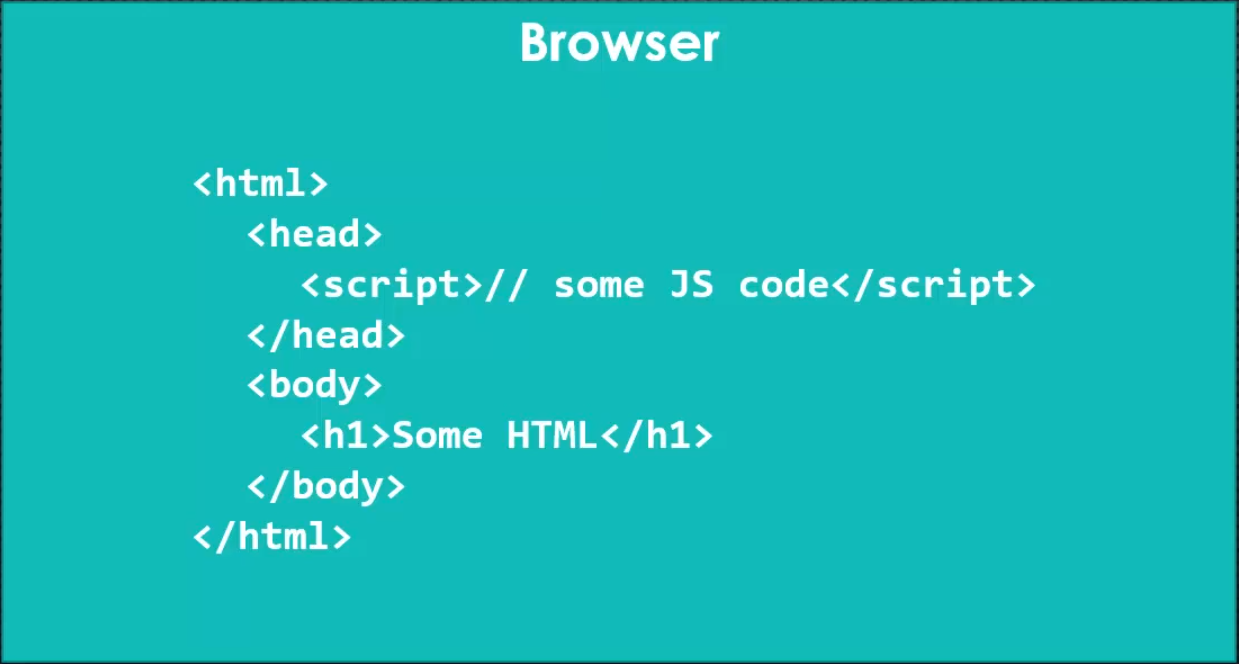 Browser
<html>
<head>
<script>// some JS code</script>
</head>
<body>
<h1>Some HTML</h1>
</body>
</html>